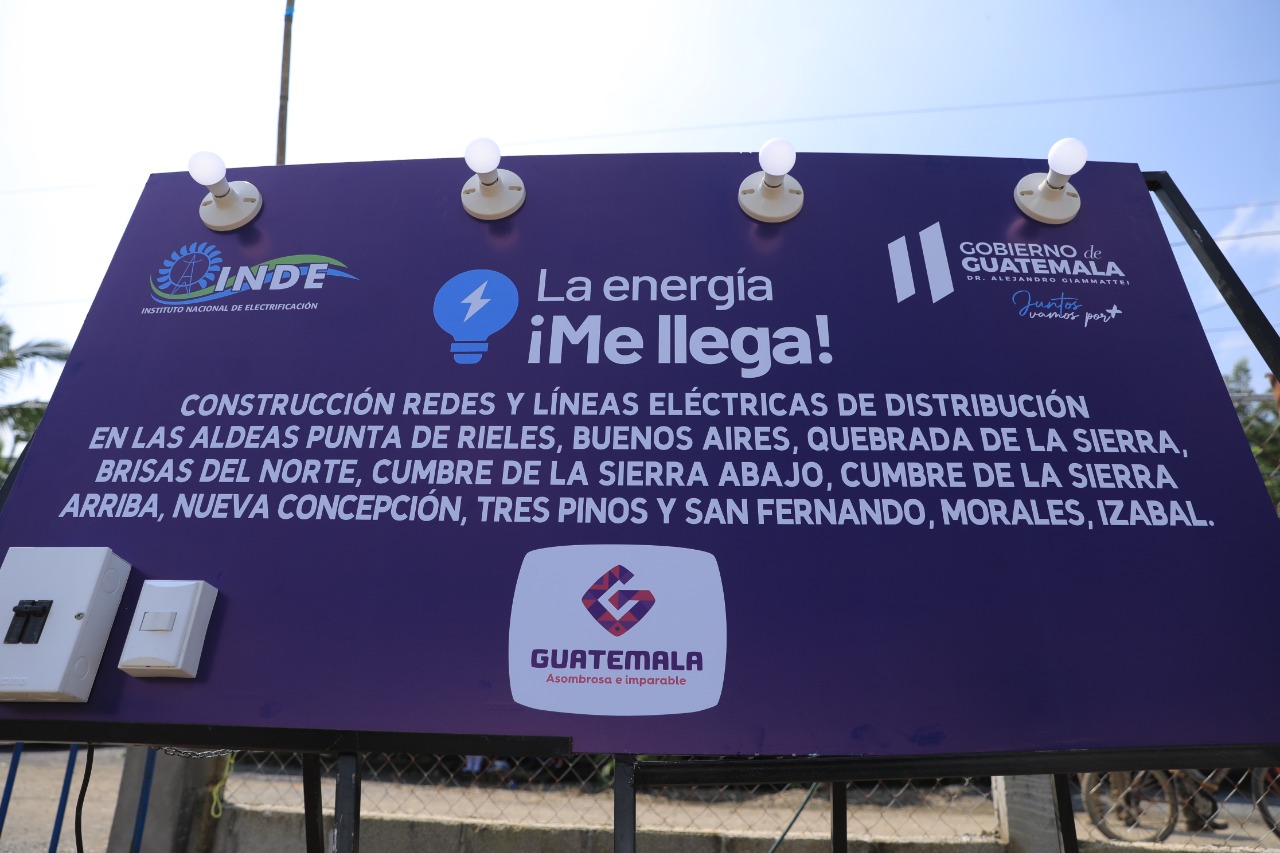 INDE
INSTITUTO NACIONAL DE ELECTRIFICACIÓN
La energía
¡Me llega!
GOBIERNO de
GUATEMALA
DR. ALEJANDRO GIAMMATTEI
Juntos
vamos por+
CONSTRUCCIÓN REDES Y LÍNEAS ELÉCTRICAS DE DISTRIBUCIÓN
EN LAS ALDEAS PUNTA DE RIELES, BUENOS AIRES, QUEBRADA DE LA SIERRA,
BRISAS DEL NORTE, CUMBRE DE LA SIERRA ABAJO, CUMBRE DE LA SIERRA
ARRIBA, NUEVA CONCEPCIÓN, TRES PINOS Y SAN FERNANDO, MORALES, IZABAL.
GUATEMALA
Asombrosa e imparable